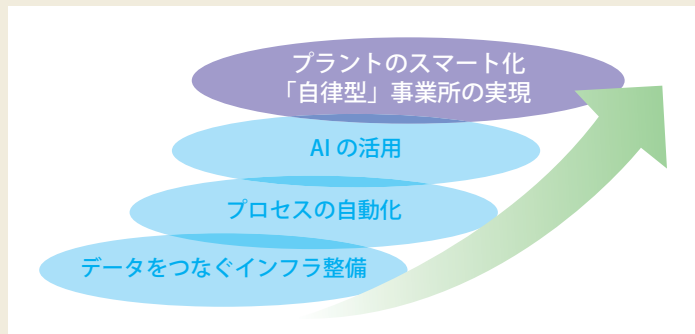 プラントのスマート化
「自律型」事業所の実現
AI の活用
プロセスの自動化
データをつなぐインフラ整備